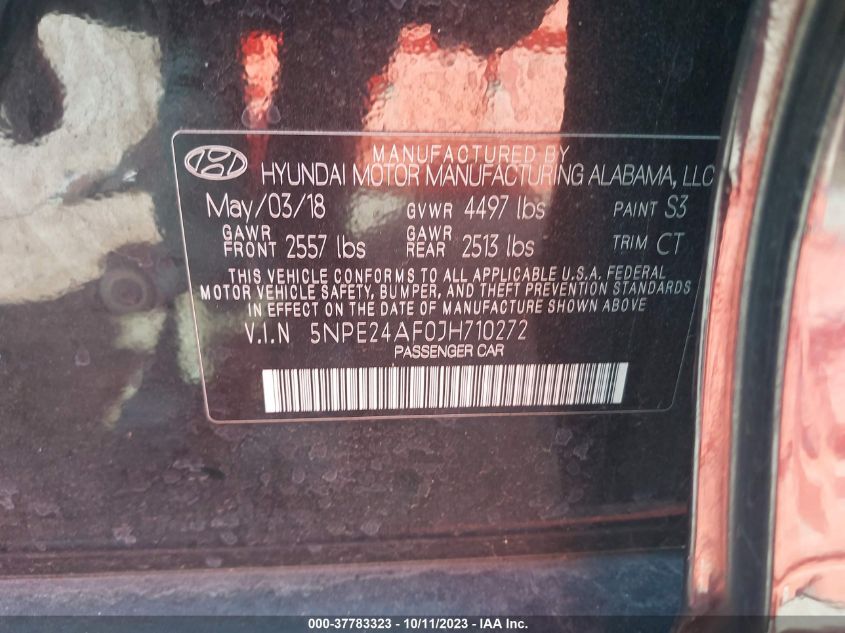 MANUFACTURED BY
HYUNDAI MOTOR MANUFACTURING ALABAMA, LLC
May/03/18 GVWR 4497 lbs PAINT S3
GAWR FRONT 2557 lbs GAWR REAR 2513 lbs TRIM CT
THIS VEHICLE CONFORMS TO ALL APPLICABLE U.S.A. FEDERAL
MOTOR VEHICLE SAFETY, BUMPER, AND THEFT PREVENTION STANDARDS
IN EFFECT ON THE DATE OF MANUFACTURE SHOWN ABOVE
V.I.N 5NPE24AF0JH710272
PASSENGER CAR
000-37783323 - 10/11/2023 - IAA Inc.